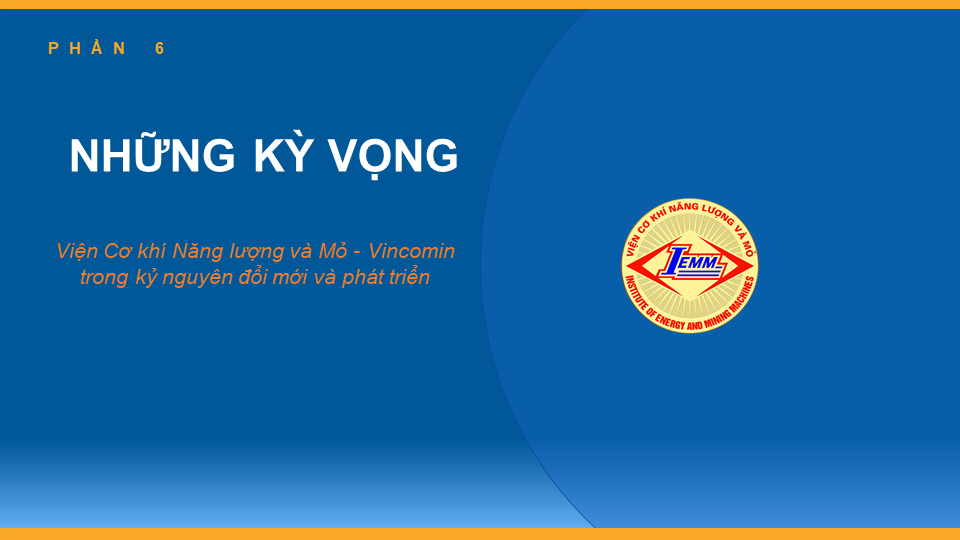 PHẦN 6
NHỮNG KỲ VỌNG
Viện Cơ khí Năng lượng và Mỏ - Vincomin
trong kỷ nguyên đổi mới và phát triển
VIỆN CƠ KHÍ NĂNG LƯỢNG VÀ MỎ
IEMM
INSTITUTE OF ENERGY AND MINING MACHINES